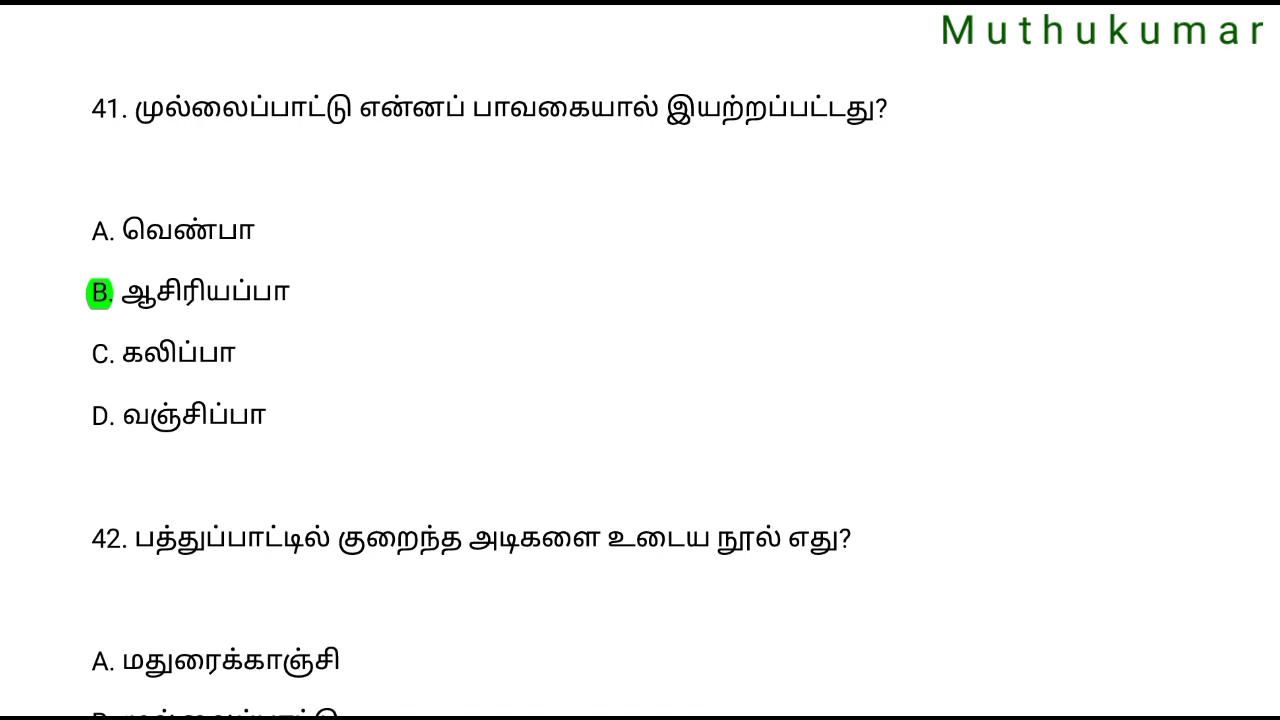 Muthukumar
41. முல்லைப்பாட்டு என்னப் பாவகையால் இயற்றப்பட்டது?
A. வெண்பா
B. ஆசிரியப்பா
C. கலிப்பா
D. வஞ்சிப்பா
42. பத்துப்பாட்டில் குறைந்த அடிகளை உடைய நூல் எது?
A. மதுரைக்காஞ்சி